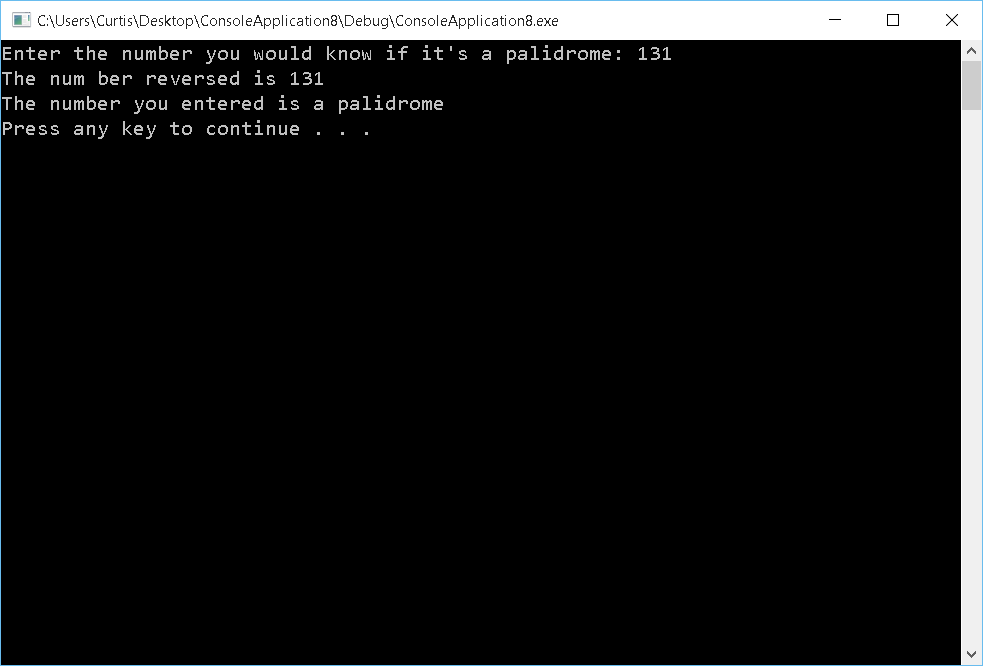 C:\Users\Curtis\Desktop\ConsoleApplication8\Debug\ConsoleApplication8.exe
Enter the number you would know if it's a palidrome: 131
The num ber reversed is 131
The number you entered is a palidrome
Press any key to continue . . .